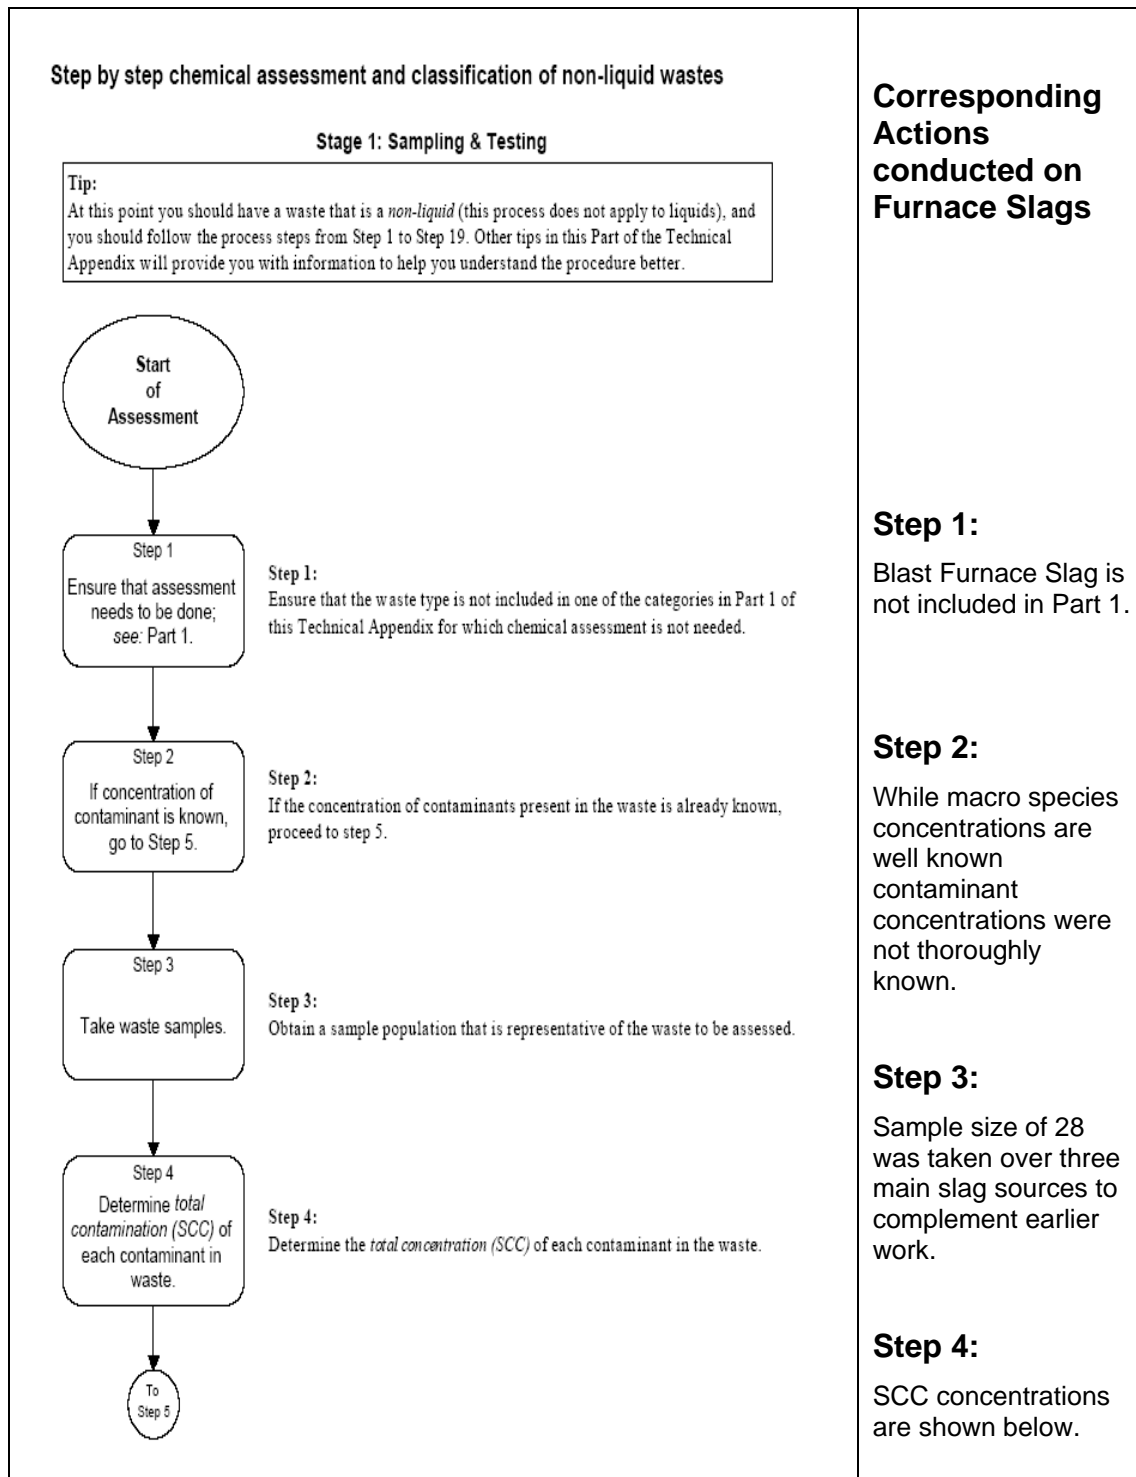 Step by step chemical assessment and classification of non-liquid wastes
Stage 1: Sampling & Testing
Tip:
At this point you should have a waste that is a non-liquid (this process does not apply to liquids), and
you should follow the process steps from Step 1 to Step 19. Other tips in this Part of the Technical
Appendix will provide you with information to help you understand the procedure better.
Start
of
Assessment
Step 1
Ensure that assessment
needs to be done;
see: Part 1.
Step 1:
Ensure that the waste type is not included in one of the categories in Part 1 of
this Technical Appendix for which chemical assessment is not needed.
Step 2
If concentration of
contaminant is known,
go to Step 5.
Step 2:
If the concentration of contaminants present in the waste is already known,
proceed to step 5.
Step 3
Take waste samples.
Step 3:
Obtain a sample population that is representative of the waste to be assessed.
Step 4
Determine total
contamination (SCC) of
each contaminant in
waste.
Step 4:
Determine the total concentration (SCC) of each contaminant in the waste.
To
Step 5
Corresponding
Actions
conducted on
Furnace Slags
Step 1:
Blast Furnace Slag is
not included in Part 1.
Step 2:
While macro species
concentrations are
well known
contaminant
concentrations were
not thoroughly
known.
Step 3:
Sample size of 28
was taken over three
main slag sources to
complement earlier
work.
Step 4:
SCC concentrations
are shown below.